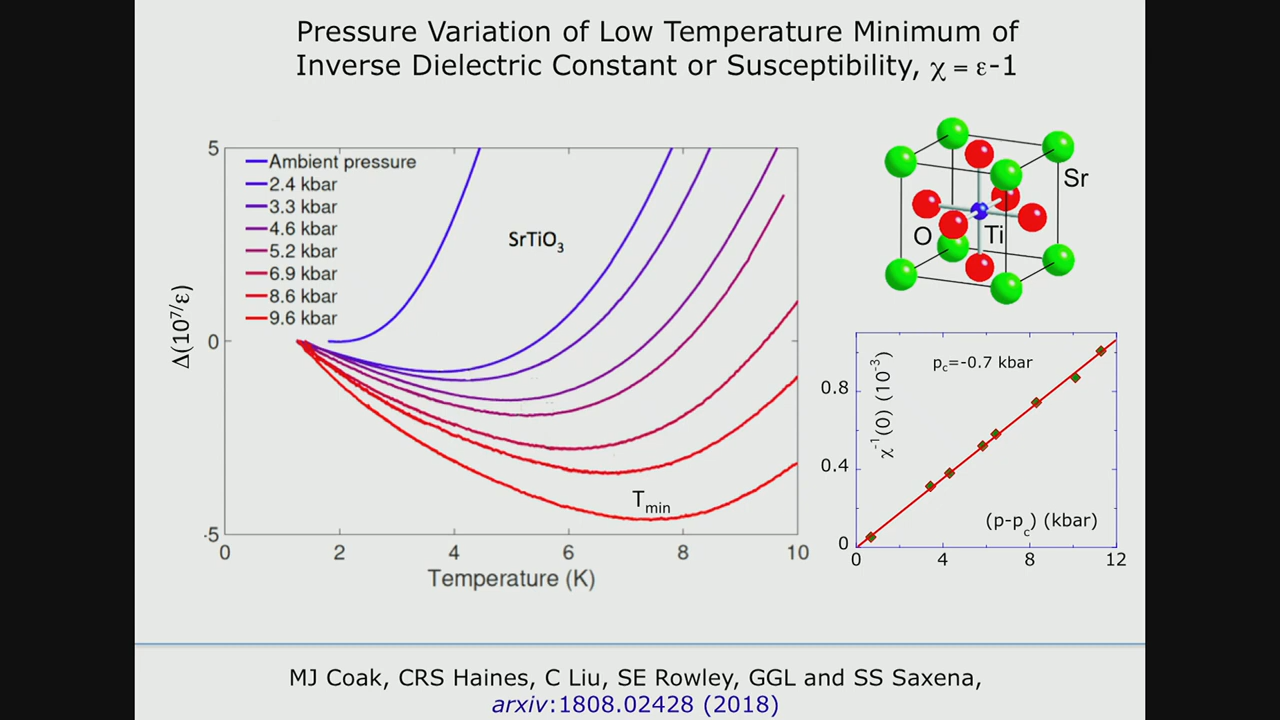 Pressure Variation of Low Temperature Minimum of
Inverse Dielectric Constant or Susceptibility, χ = ε-1
5
0
-5
Δ(10⁷/ε)
Ambient pressure
2.4 kbar
3.3 kbar
4.6 kbar
5.2 kbar
6.9 kbar
8.6 kbar
9.6 kbar
SrTiO₃
Tmin
0 2 4 6 8 10
Temperature (K)
Sr
O
Ti
χ⁻¹(0) (10⁻³)
pc=-0.7 kbar
0.8
0.4
0
(p-pc) (kbar)
0 4 8 12
MJ Coak, CRS Haines, C Liu, SE Rowley, GGL and SS Saxena,
arxiv:1808.02428 (2018)